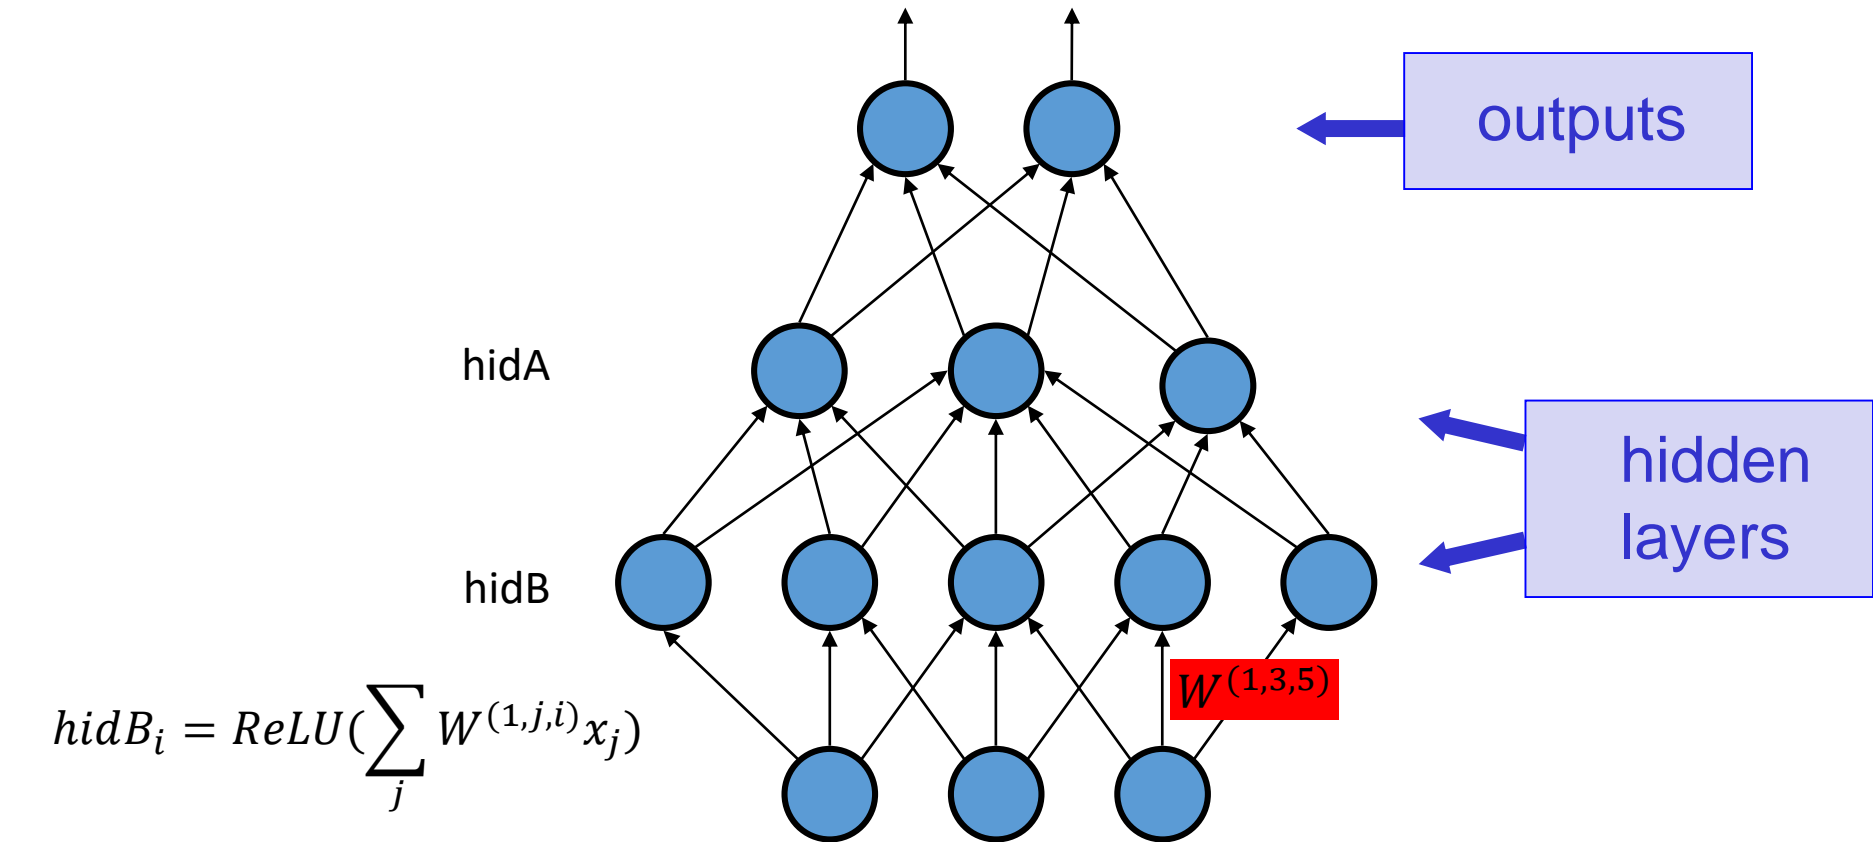 outputs
hidA
hidden
layers
hidB
W^(1,3,5)
hidB_i = ReLU(∑_j W^(1,j,i) x_j)